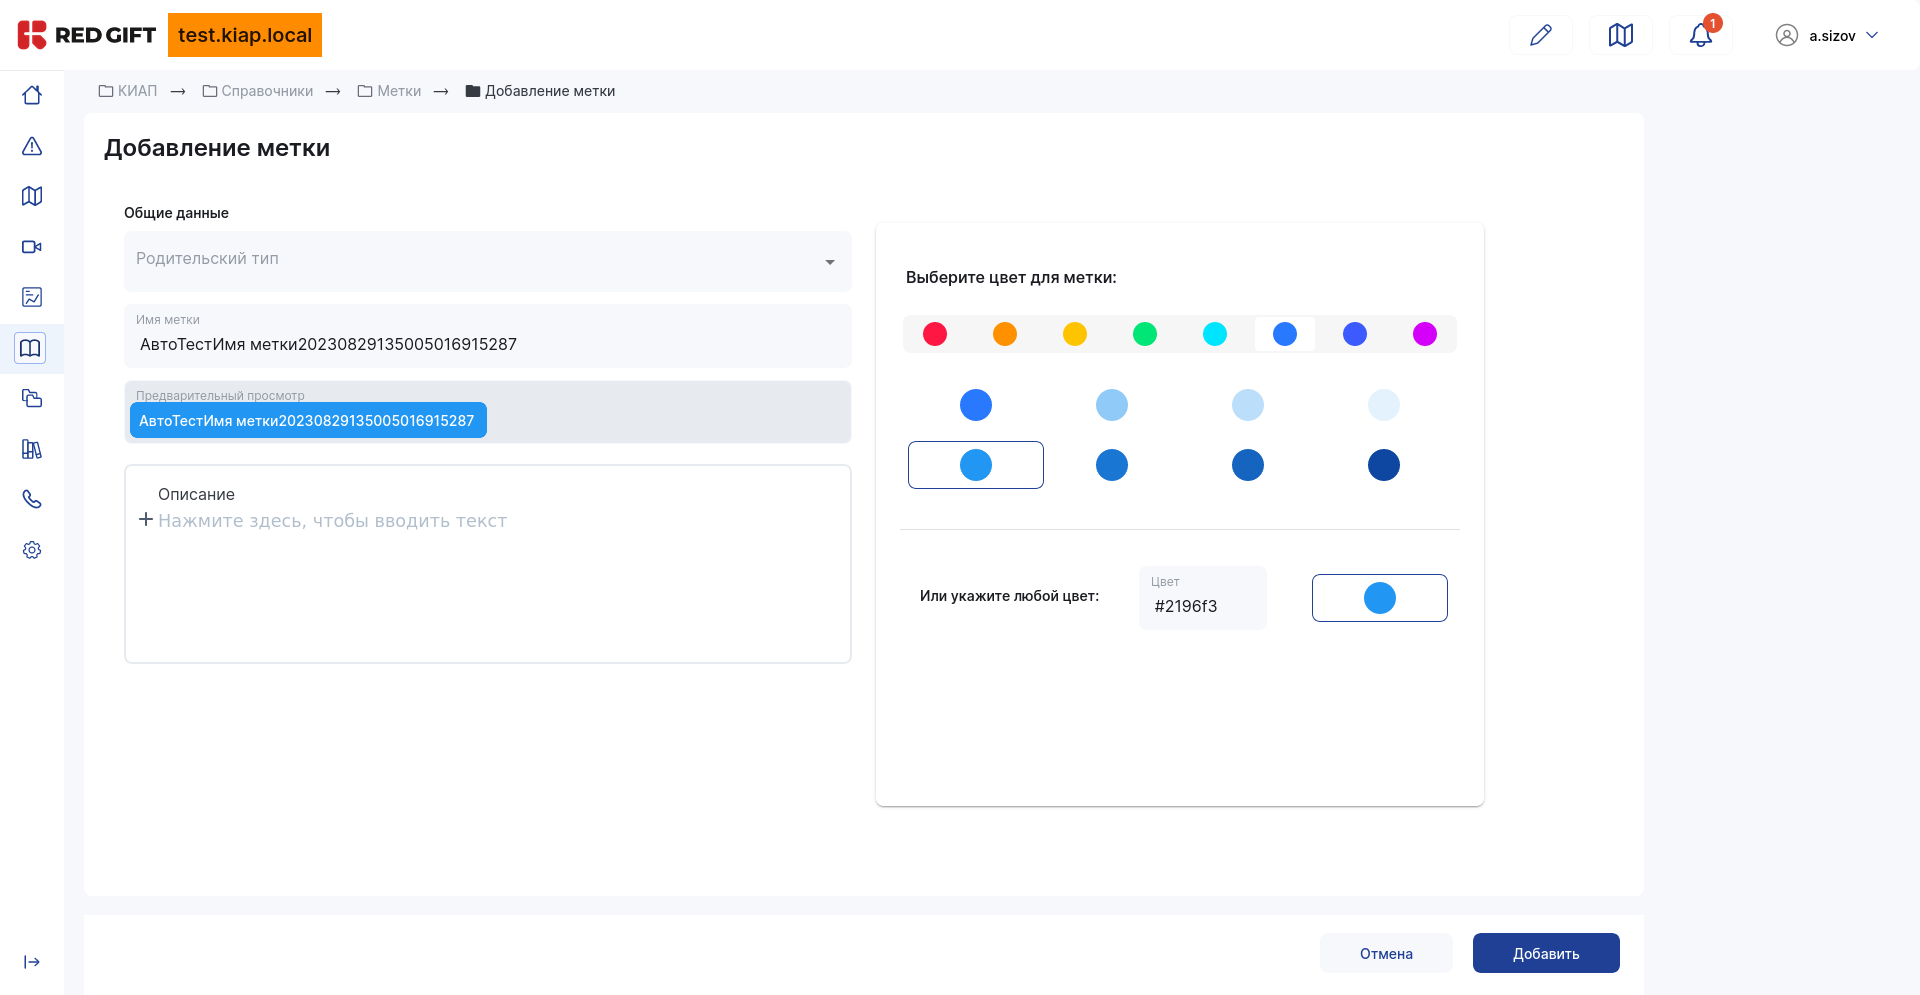 RED GIFT test.kiap.local
1
a.sizov
КИАП → Справочники → Метки → Добавление метки
Добавление метки
Общие данные
Родительский тип
Имя метки
АвтоТестИмя метки20230829135005016915287
Предварительный просмотр
АвтоТестИмя метки20230829135005016915287
Описание
Нажмите здесь, чтобы вводить текст
Выберите цвет для метки:
Или укажите любой цвет:
Цвет
#2196f3
Отмена
Добавить